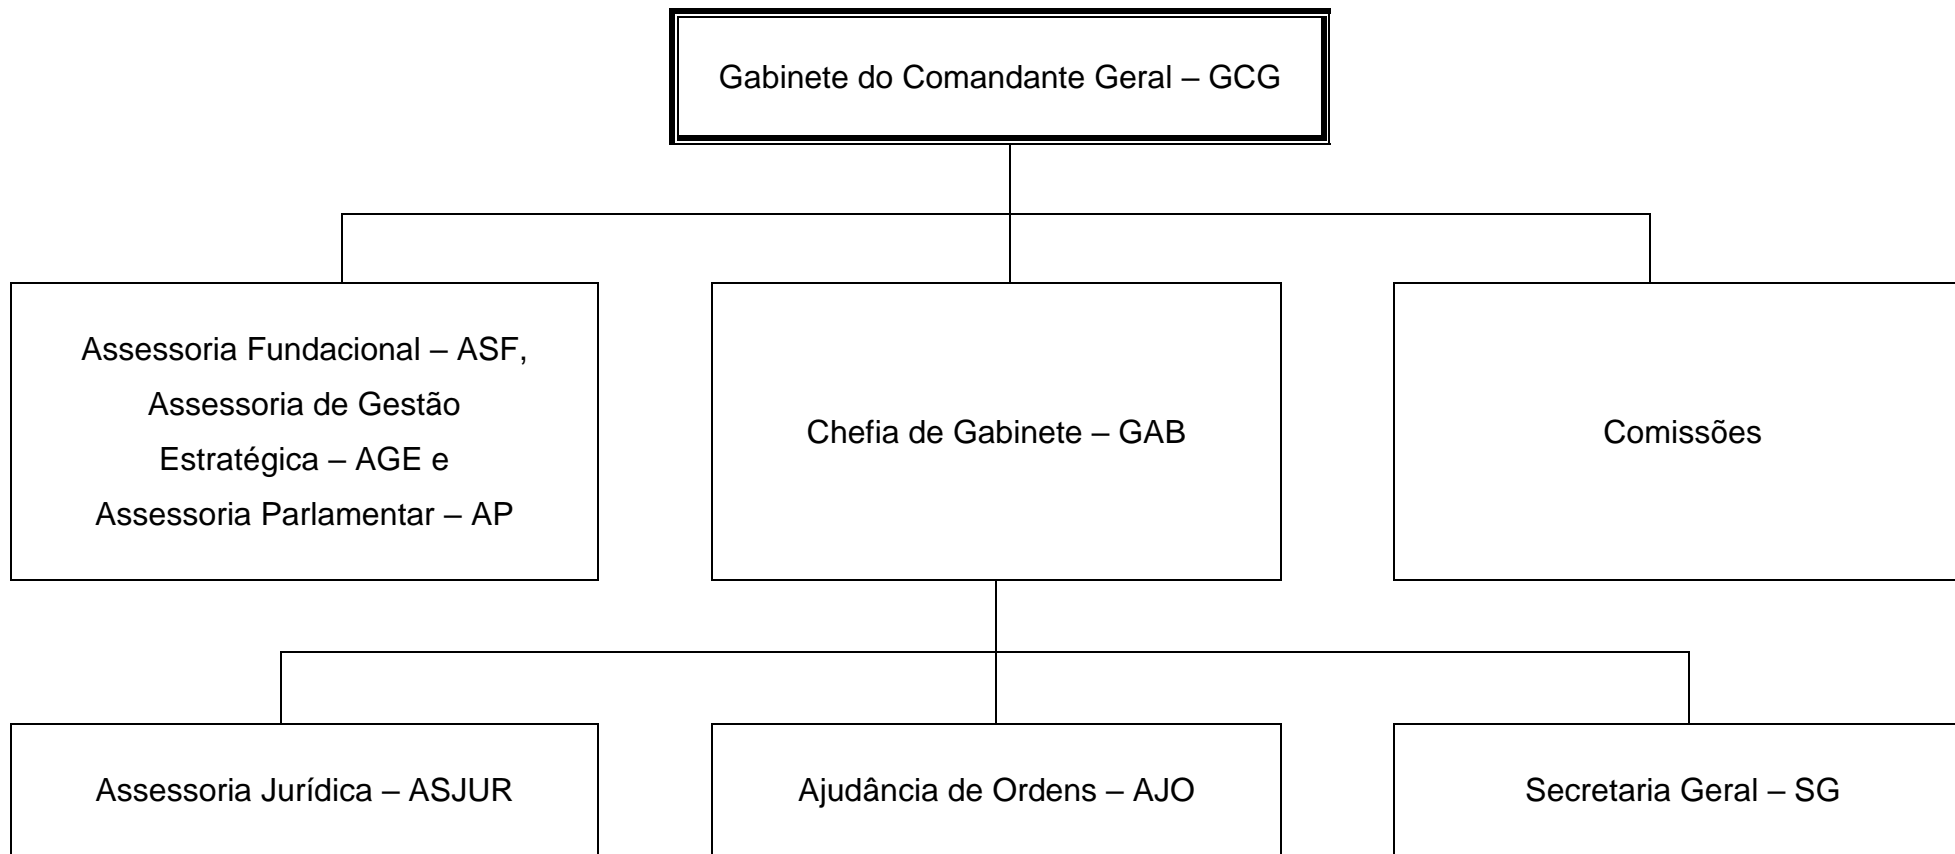 Gabinete do Comandante Geral – GCG
Assessoria Fundacional – ASF,
Assessoria de Gestão
Estratégica – AGE e
Assessoria Parlamentar – AP
Chefia de Gabinete – GAB
Comissões
Assessoria Jurídica – ASJUR
Ajudância de Ordens – AJO
Secretaria Geral – SG